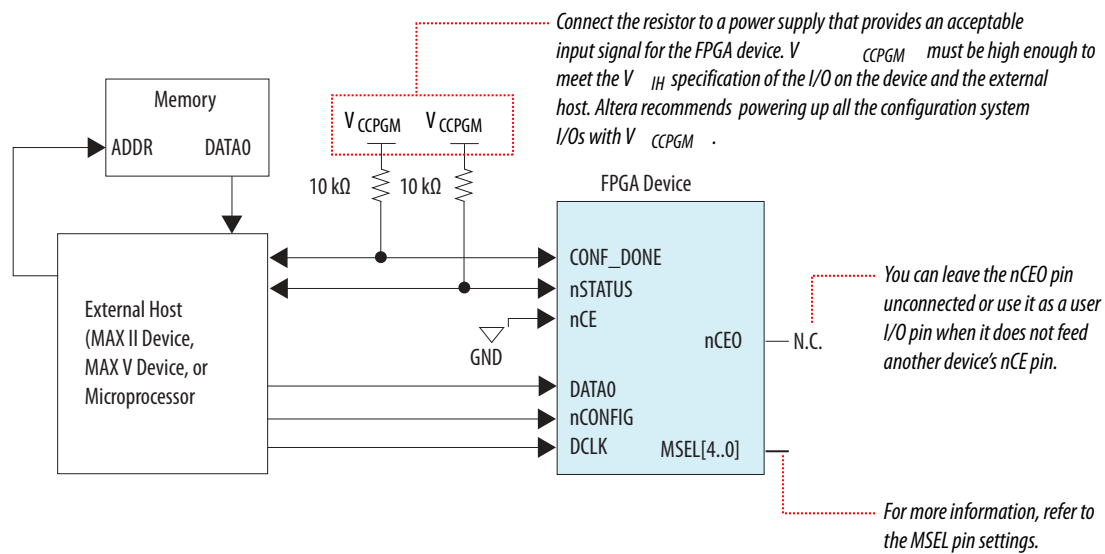 Connect the resistor to a power supply that provides an acceptable
input signal for the FPGA device. V CCPGM must be high enough to
meet the V IH specification of the I/O on the device and the external
host. Altera recommends powering up all the configuration system
I/Os with V CCPGM .
Memory
ADDR DATA0
V CCPGM V CCPGM
10 kΩ 10 kΩ
FPGA Device
External Host
(MAX II Device,
MAX V Device, or
Microprocessor
CONF_DONE
nSTATUS
nCE
GND
nCEO N.C.
DATA0
nCONFIG
DCLK MSEL[4..0]
You can leave the nCEO pin
unconnected or use it as a user
I/O pin when it does not feed
another device's nCE pin.
For more information, refer to
the MSEL pin settings.